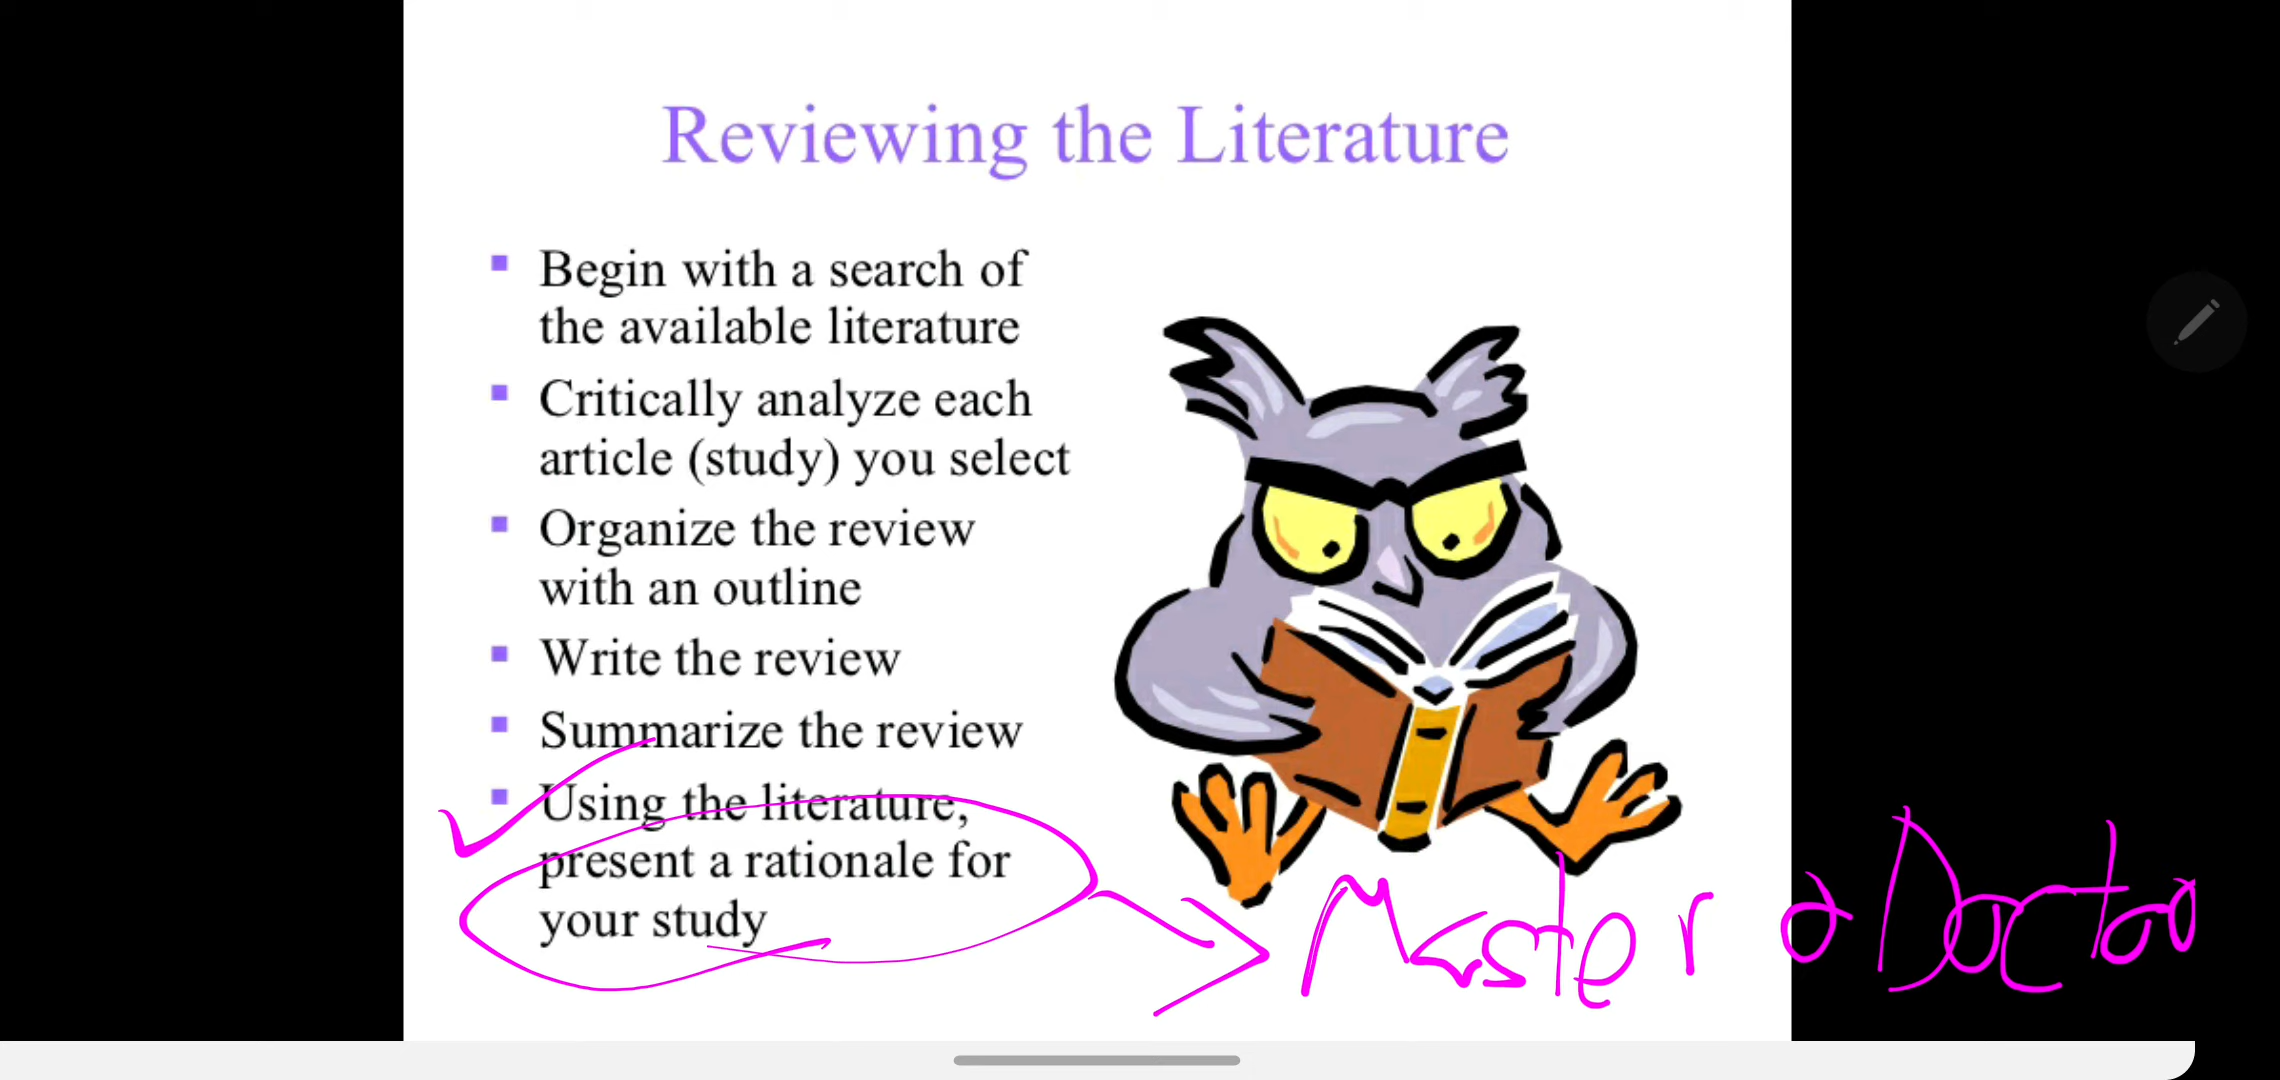 Reviewing the Literature
Begin with a search of
the available literature
Critically analyze each
article (study) you select
Organize the review
with an outline
Write the review
Summarize the review
Using the literature,
present a rationale for
your study
Master or Docto